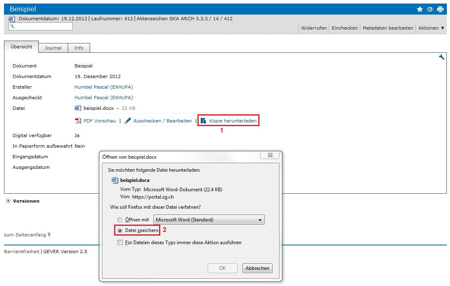 Beispiel
Dokumentdatum: 19.12.2012 | Laufnummer: 412 | Aktenzeichen SKA ARCH 3.3.3 / 14 / 412
Widerrufen | Einchecken | Metadaten bearbeiten | Aktionen ▼
Übersicht Journal Info
Dokument Beispiel
Dokumentdatum 19. Dezember 2012
Ersteller Humbel Pascal (EXHUPA)
Ausgecheckt Humbel Pascal (EXHUPA)
Datei beispiel.docx — 22 KB
PDF Vorschau | Auschecken / Bearbeiten | Kopie herunterladen
1
Digital verfügbar Ja
In Papierform aufbewahrt Nein
Eingangsdatum
Ausgangsdatum
Versionen
zum Seitenanfang
Barrierefreiheit | GEVER Version 2.5
Öffnen von beispiel.docx
Sie möchten folgende Datei herunterladen:
beispiel.docx
Vom Typ: Microsoft Word-Dokument (22.4 KB)
Von: https://portal.zg.ch
Wie soll Firefox mit dieser Datei verfahren?
Öffnen mit Microsoft Word (Standard)
Datei speichern 2
Für Dateien dieses Typs immer diese Aktion ausführen
OK Abbrechen